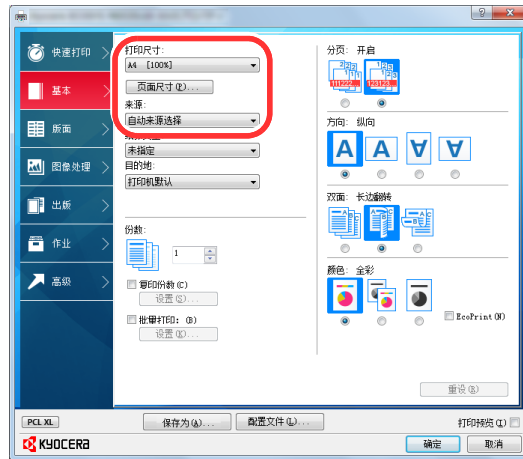 快速打印
基本
版面
图像处理
出版
作业
高级
打印尺寸:
A4 [100%]
页面尺寸(P)...
来源:
自动来源选择
未指定
目的地:
打印机默认
份数:
1
复印份数(C)
设置(S)...
批量打印: (B)
设置(K)...
分页: 开启
111222 123123
方向: 纵向
A A A A
双面: 长边翻转
颜色: 全彩
EcoPrint(N)
重设(R)
PCL XL
保存为(A)...
配置文件(L)...
打印预览(I)
KYOCERA
确定
取消